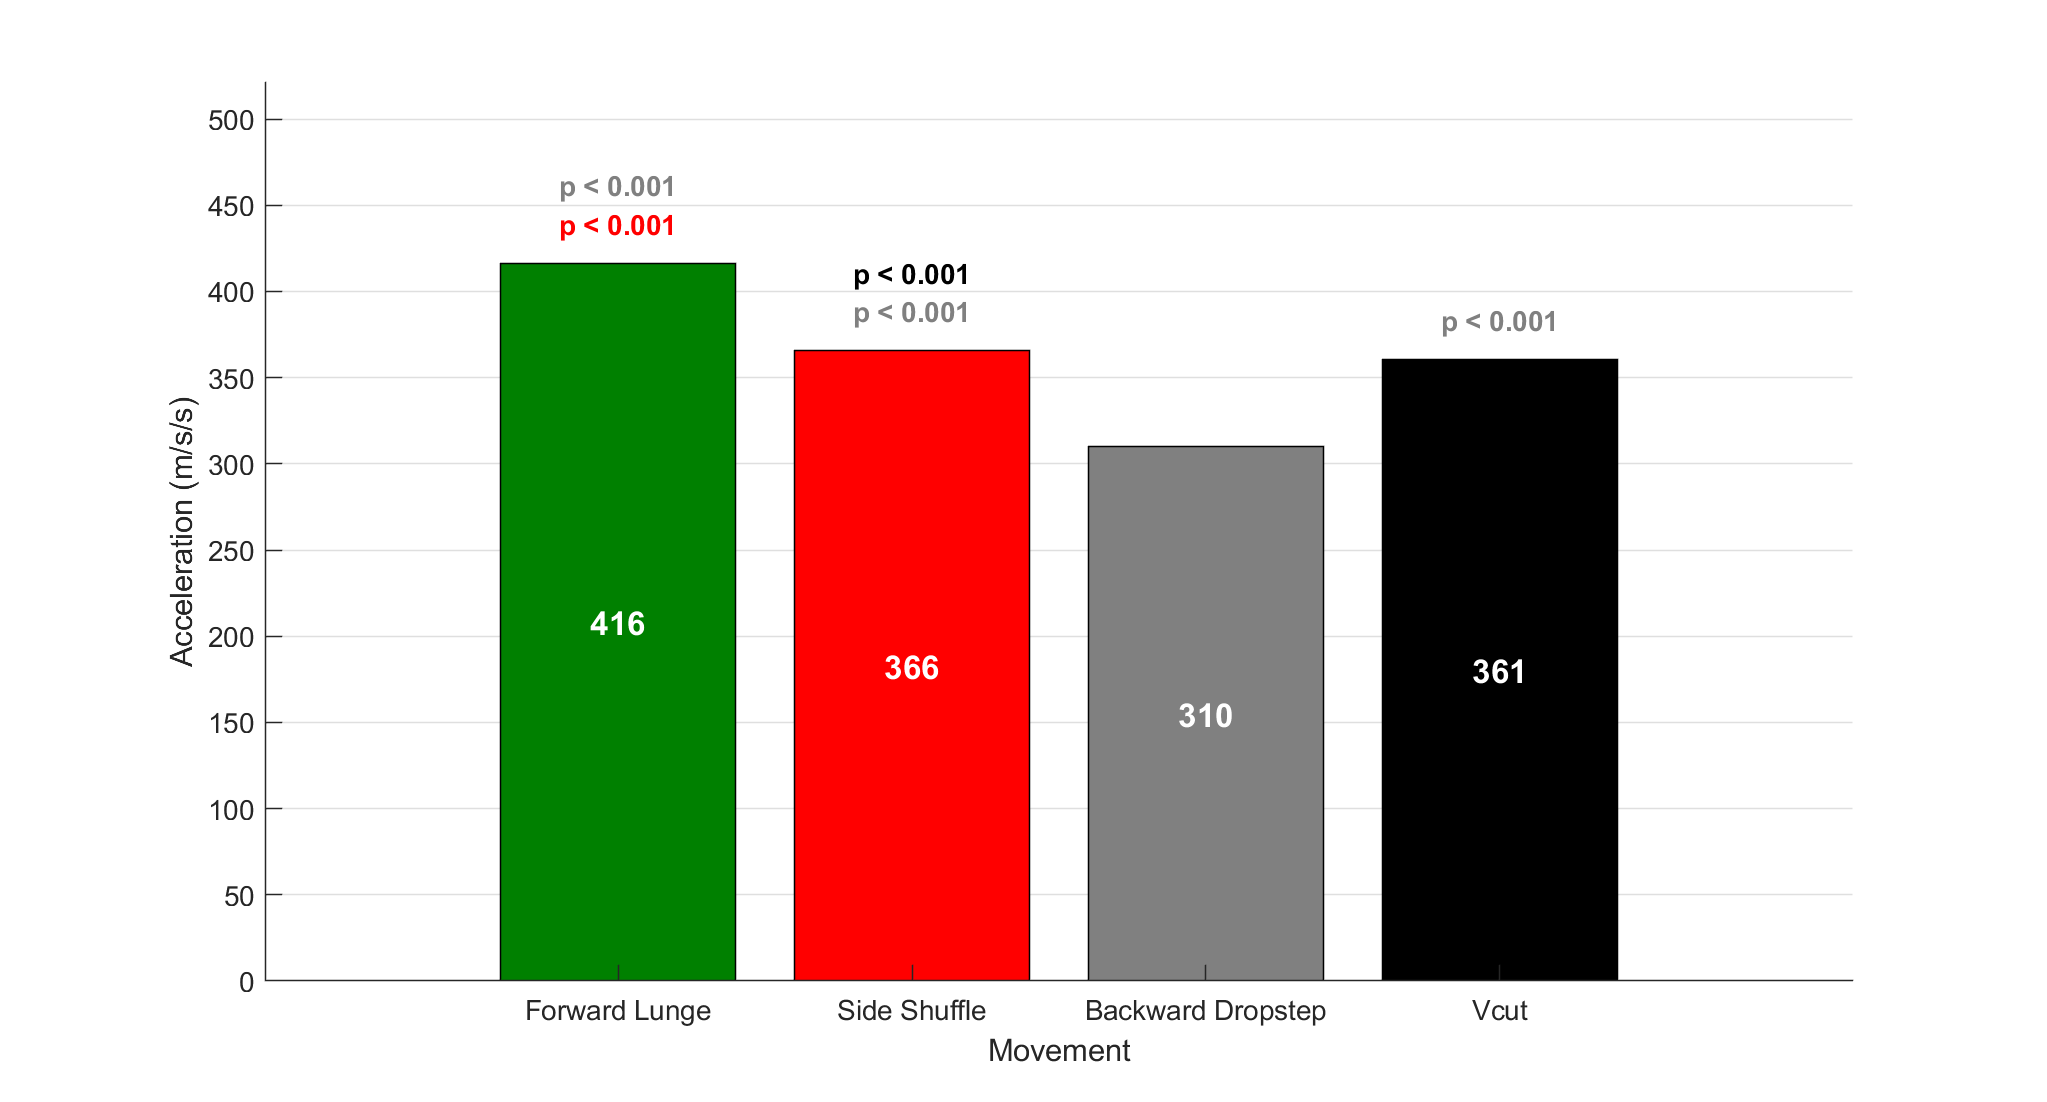 500
450
400
350
300
250
200
150
100
50
0
Acceleration (m/s/s)
p < 0.001
p < 0.001
p < 0.001
p < 0.001
p < 0.001
416
366
310
361
Forward Lunge
Side Shuffle
Backward Dropstep
Vcut
Movement